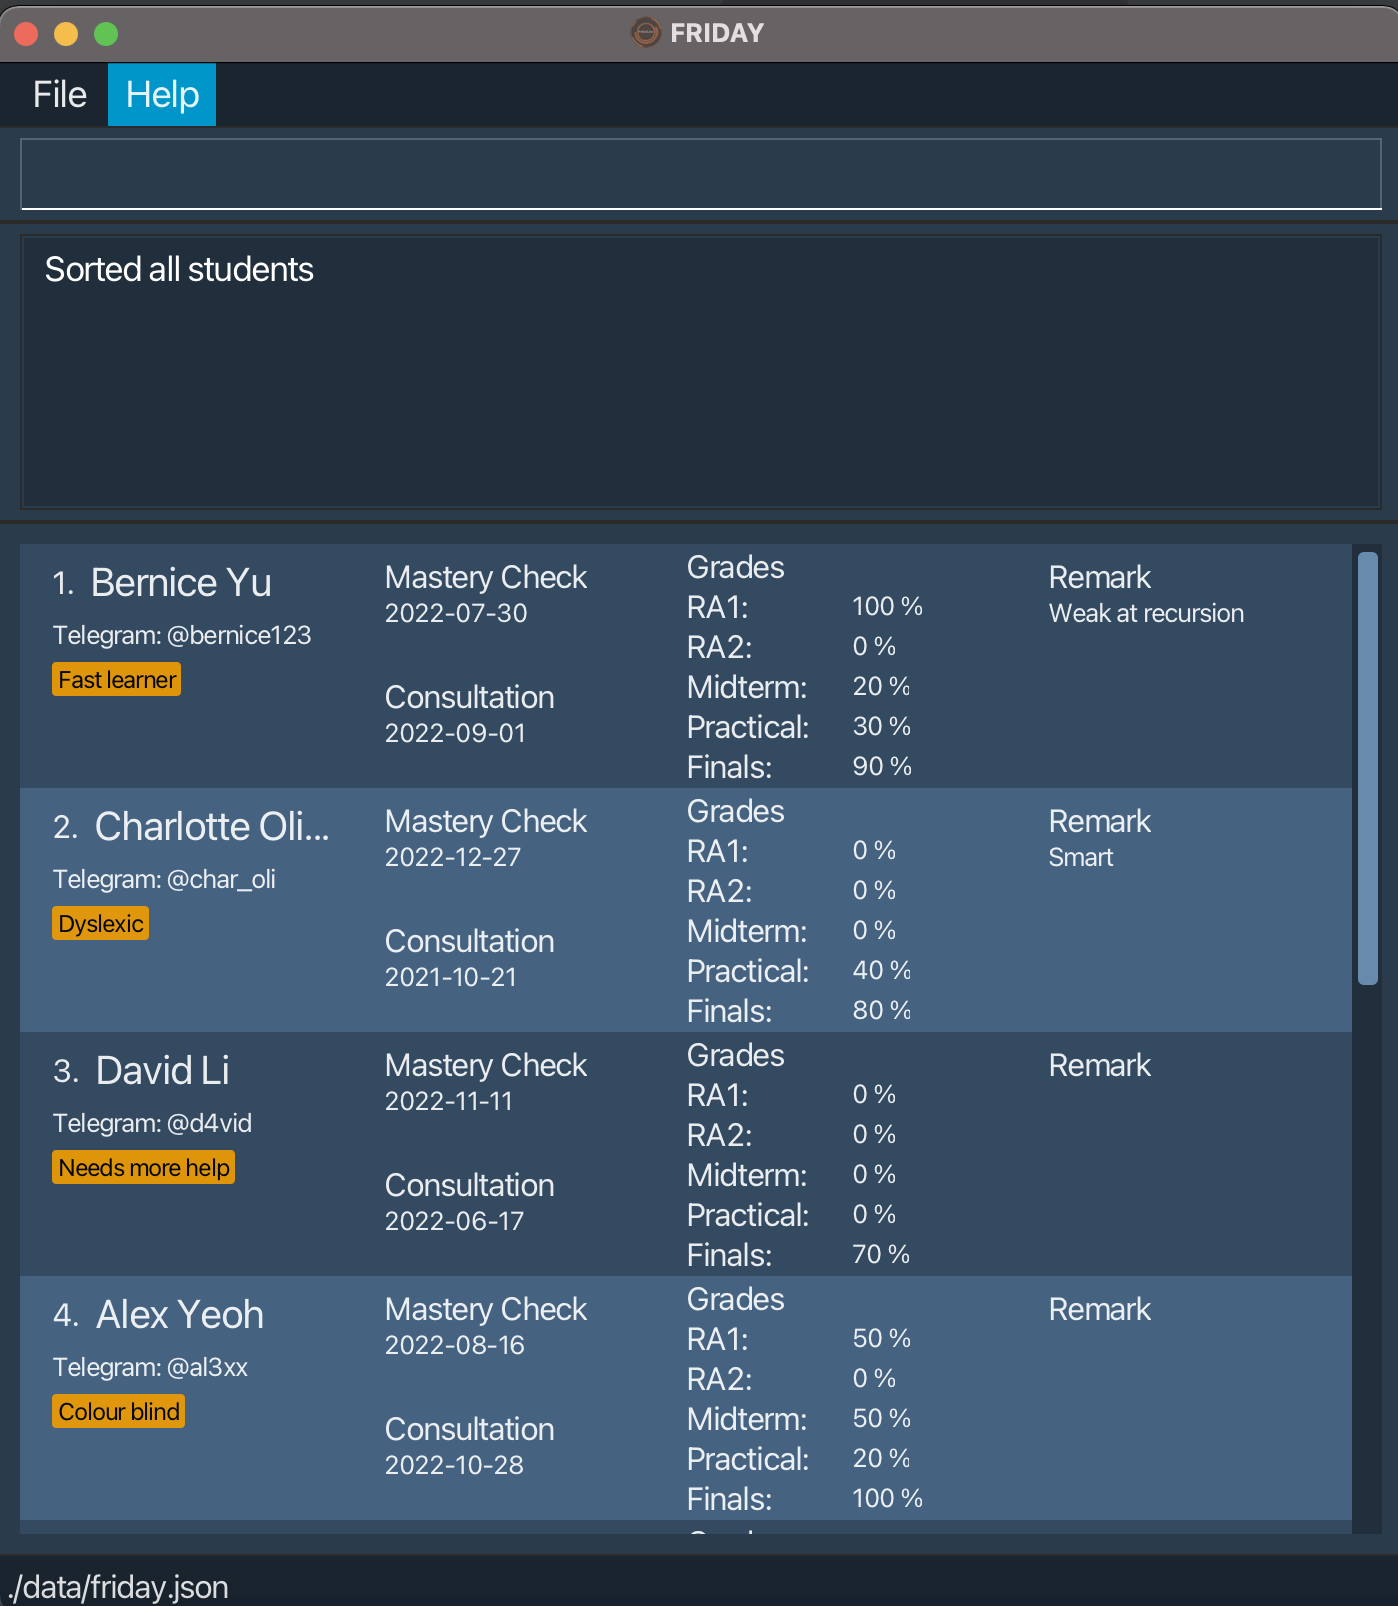 FRIDAY
File Help
Sorted all students
1. Bernice Yu
Telegram: @bernice123
Fast learner
Mastery Check
2022-07-30
Consultation
2022-09-01
Grades
RA1: 100 %
RA2: 0 %
Midterm: 20 %
Practical: 30 %
Finals: 90 %
Remark
Weak at recursion
2. Charlotte Oli...
Telegram: @char_oli
Dyslexic
Mastery Check
2022-12-27
Consultation
2021-10-21
Grades
RA1: 0 %
RA2: 0 %
Midterm: 0 %
Practical: 40 %
Finals: 80 %
Remark
Smart
3. David Li
Telegram: @d4vid
Needs more help
Mastery Check
2022-11-11
Consultation
2022-06-17
Grades
RA1: 0 %
RA2: 0 %
Midterm: 0 %
Practical: 0 %
Finals: 70 %
Remark
4. Alex Yeoh
Telegram: @al3xx
Colour blind
Mastery Check
2022-08-16
Consultation
2022-10-28
Grades
RA1: 50 %
RA2: 0 %
Midterm: 50 %
Practical: 20 %
Finals: 100 %
Remark
./data/friday.json